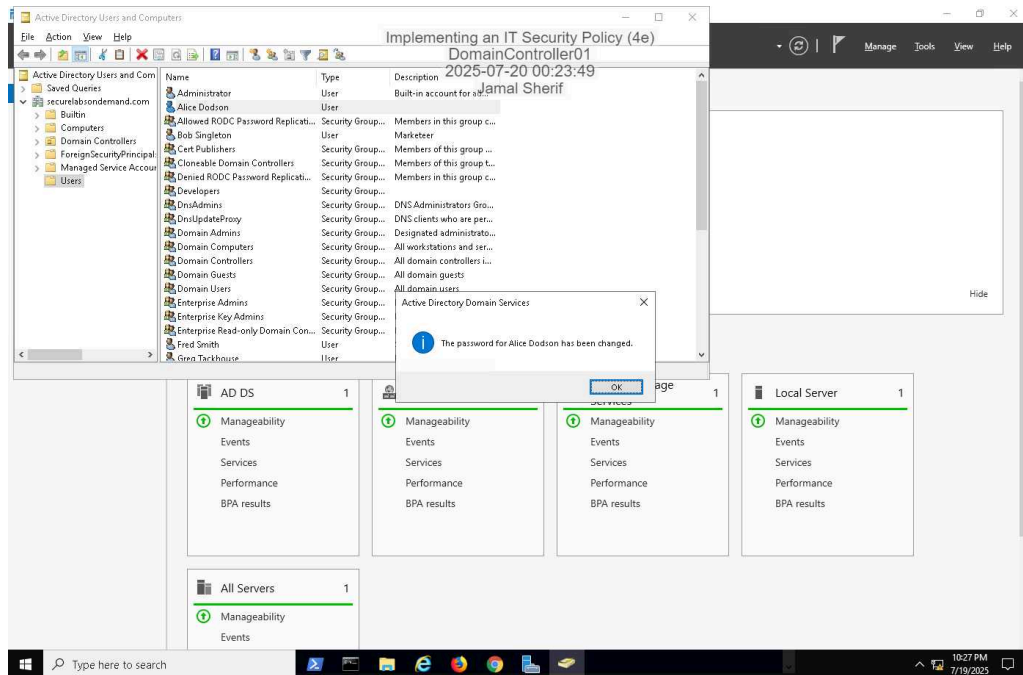 Active Directory Users and Computers
File Action View Help
Implementing an IT Security Policy (4e)
DomainController01
2025-07-20 00:23:49
Jamal Sherif
Manage Tools View Help
Active Directory Users and Com
Saved Queries
securelabsondemand.com
Builtin
Computers
Domain Controllers
ForeignSecurityPrincipal
Managed Service Accour
Users
Name Type Description
Administrator User Built-in account for ad...
Alice Dodson User
Allowed RODC Password Replicati... Security Group... Members in this group c...
Bob Singleton User Marketeer
Cert Publishers Security Group... Members of this group ...
Cloneable Domain Controllers Security Group... Members of this group t...
Denied RODC Password Replicati... Security Group... Members in this group c...
Developers Security Group...
DnsAdmins Security Group... DNS Administrators Gro...
DnsUpdateProxy Security Group... DNS clients who are per...
Domain Admins Security Group... Designated administrato...
Domain Computers Security Group... All workstations and ser...
Domain Controllers Security Group... All domain controllers i...
Domain Guests Security Group... All domain guests
Domain Users Security Group... All domain users
Enterprise Admins Security Group...
Enterprise Key Admins Security Group...
Enterprise Read-only Domain Con... Security Group...
Fred Smith User
Greg Tackhouse User
Active Directory Domain Services
The password for Alice Dodson has been changed.
OK
Hide
AD DS 1
Manageability
Events
Services
Performance
BPA results
Manageability
Events
Services
Performance
BPA results
1
Services
Manageability
Events
Services
Performance
BPA results
Local Server 1
Manageability
Events
Services
Performance
BPA results
All Servers 1
Manageability
Events
Type here to search
10:27 PM
7/19/2025